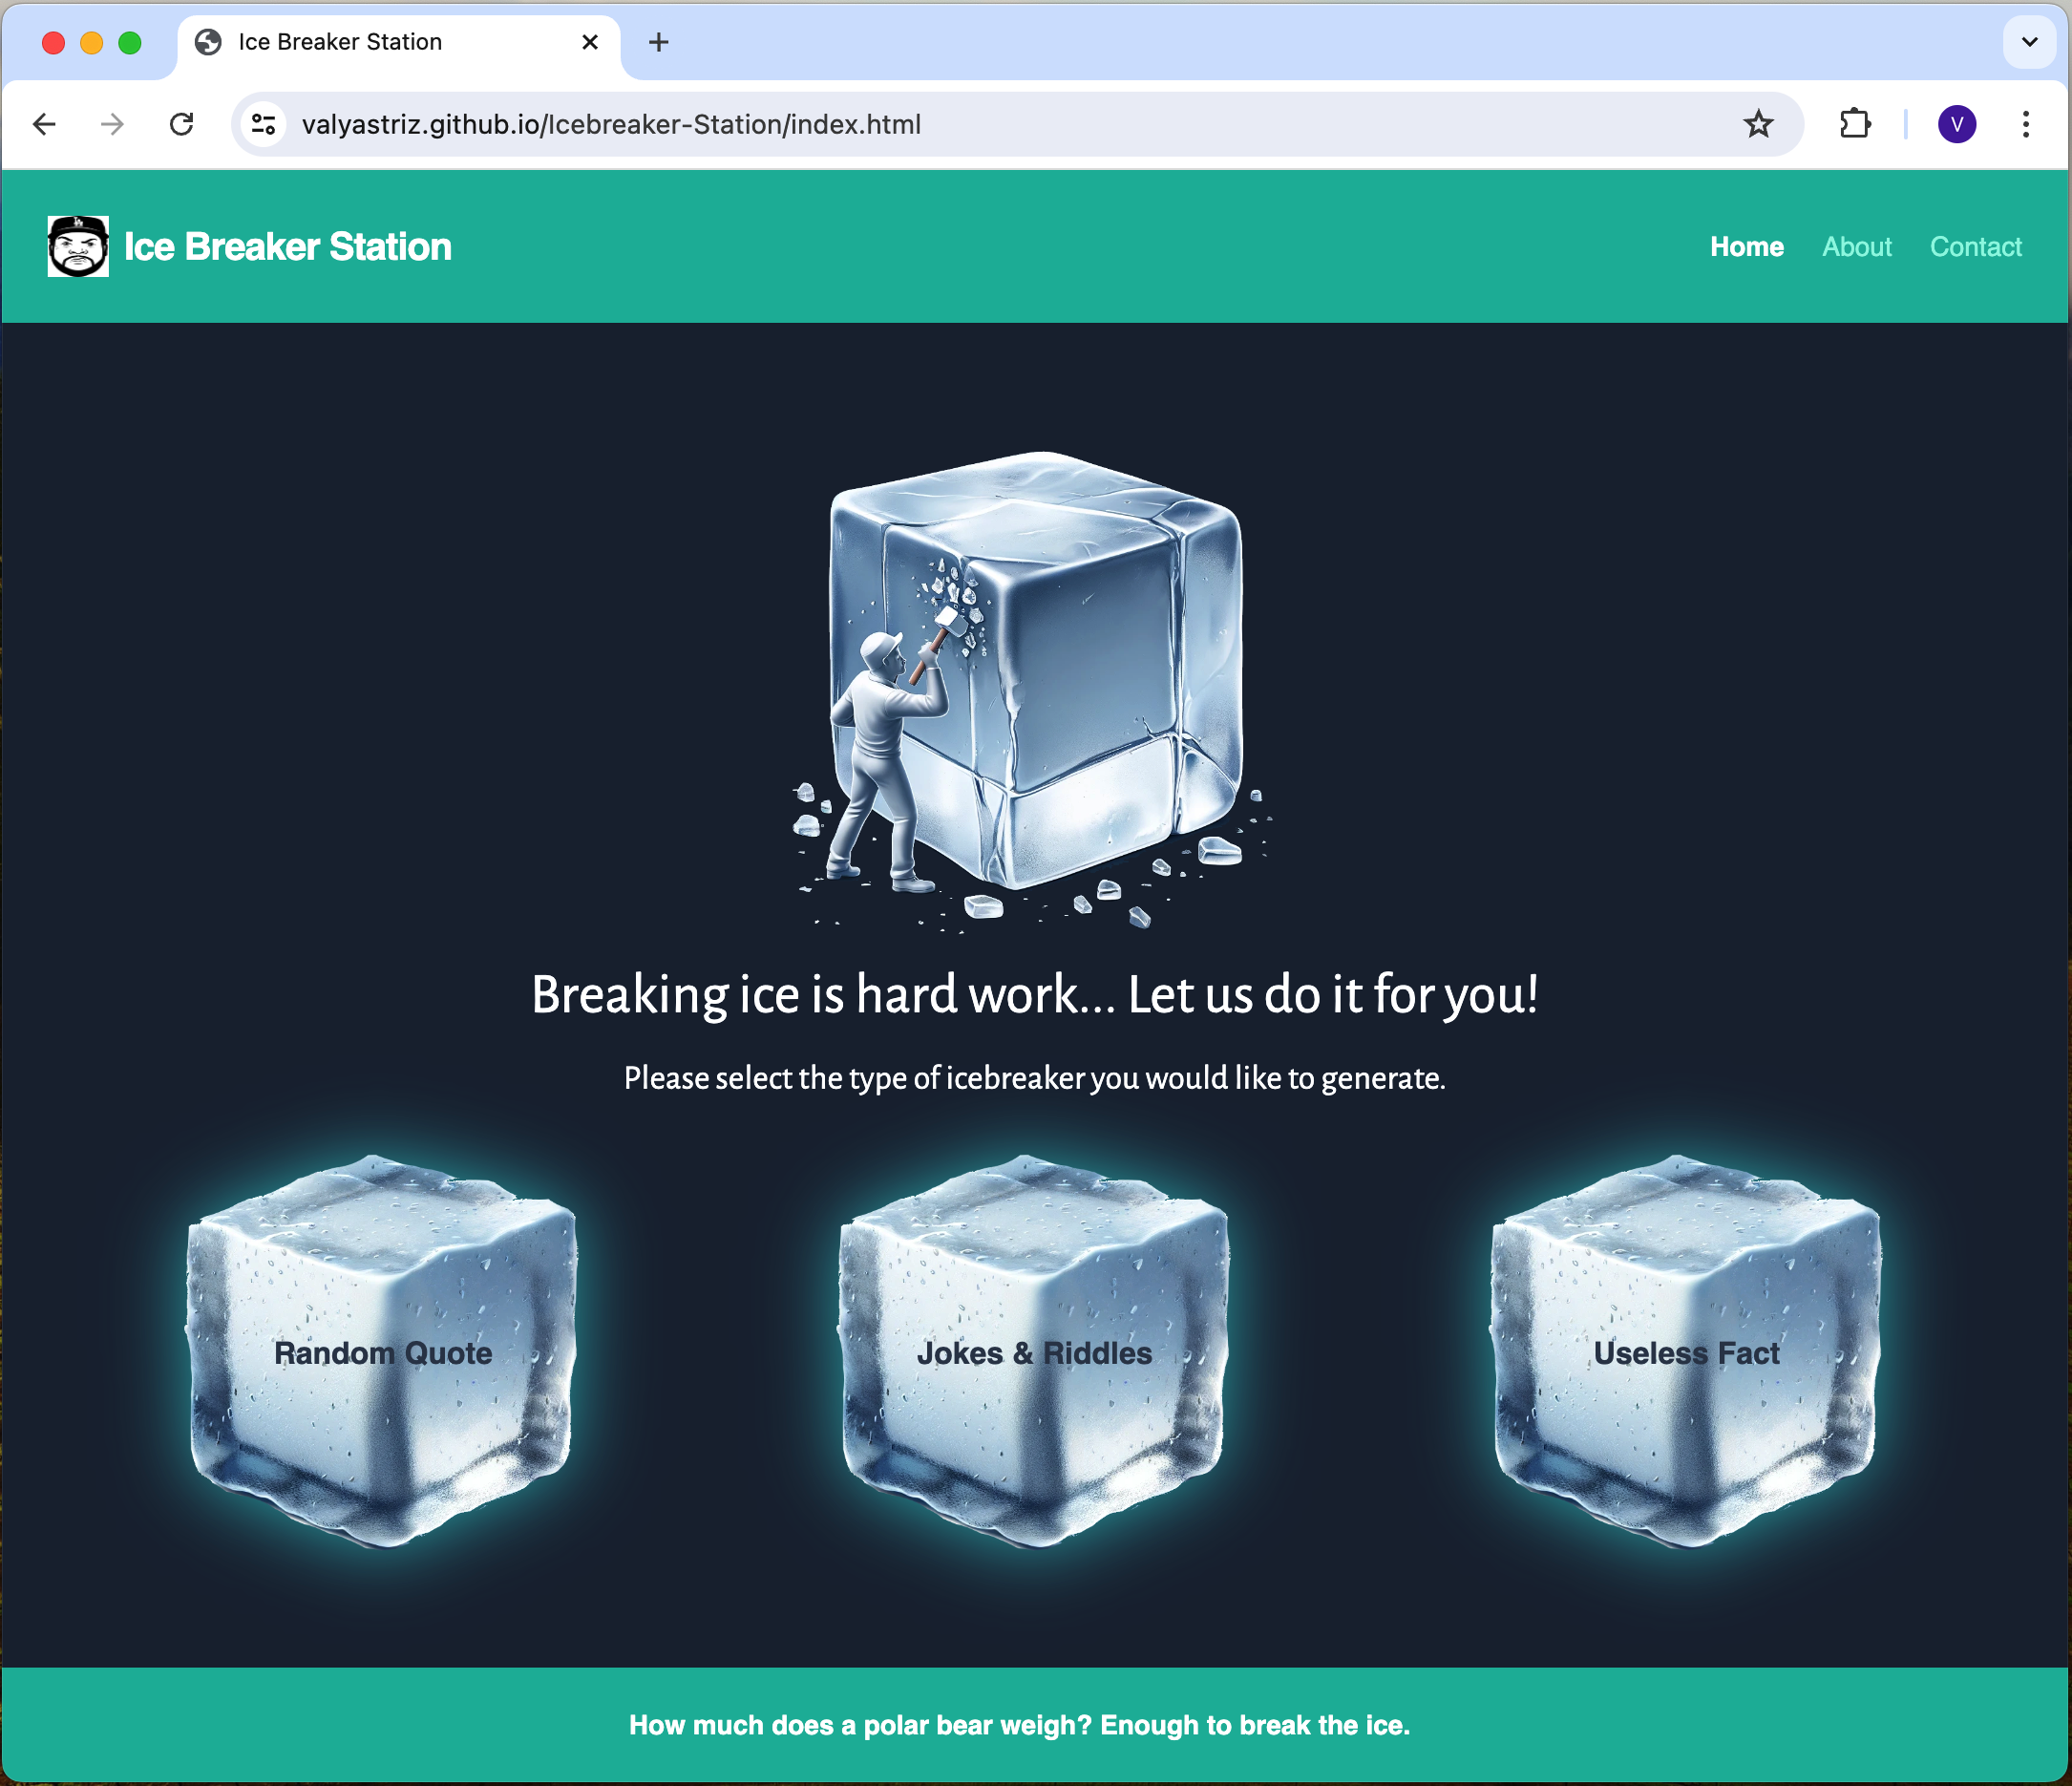 Ice Breaker Station
valyastriz.github.io/Icebreaker-Station/index.html
V
LA
Ice Breaker Station
Home About Contact
Breaking ice is hard work... Let us do it for you!
Please select the type of icebreaker you would like to generate.
Random Quote Jokes & Riddles Useless Fact
How much does a polar bear weigh? Enough to break the ice.